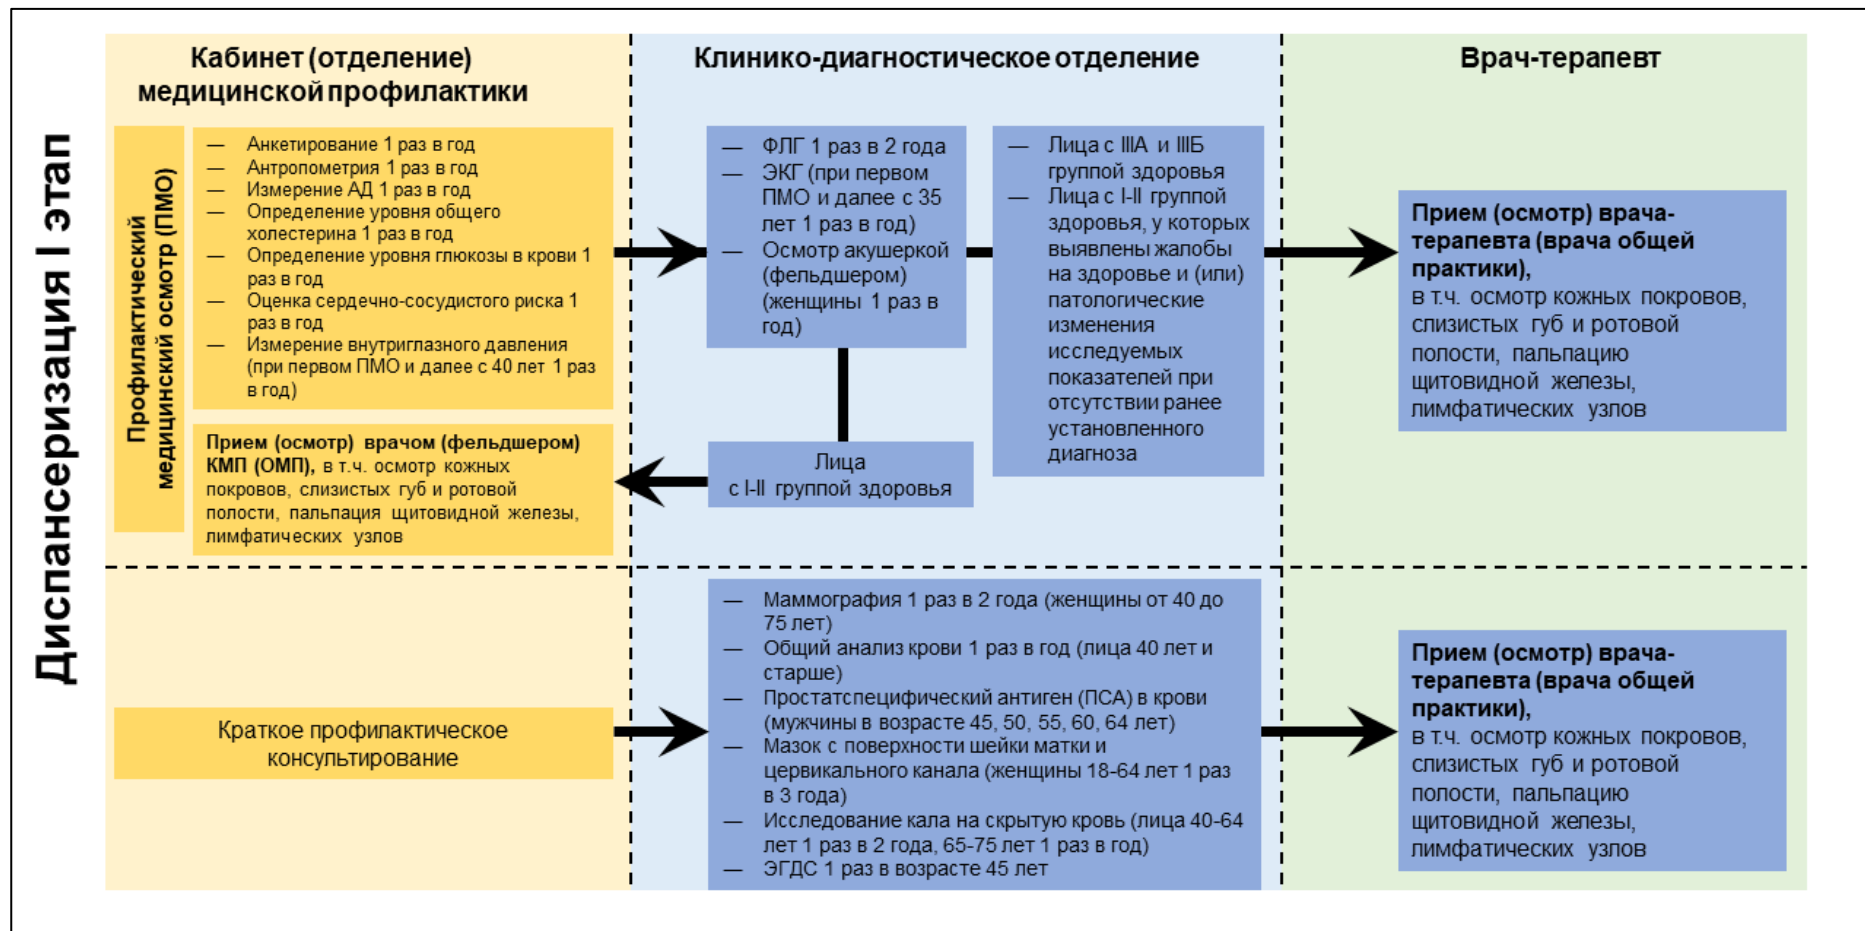 Диспансеризация I этап
Кабинет (отделение)
медицинской профилактики
Профилактический
медицинский осмотр (ПМО)
— Анкетирование 1 раз в год
— Антропометрия 1 раз в год
— Измерение АД 1 раз в год
— Определение уровня общего
холестерина 1 раз в год
— Определение уровня глюкозы в крови 1
раз в год
— Оценка сердечно-сосудистого риска 1
раз в год
— Измерение внутриглазного давления
(при первом ПМО и далее с 40 лет 1 раз
в год)
Прием (осмотр) врачом (фельдшером)
КМП (ОМП), в т.ч. осмотр кожных
покровов, слизистых губ и ротовой
полости, пальпация щитовидной железы,
лимфатических узлов
Клинико-диагностическое отделение
— ФЛГ 1 раз в 2 года
— ЭКГ (при первом
ПМО и далее с 35
лет 1 раз в год)
— Осмотр акушеркой
(фельдшером)
(женщины 1 раз в
год)
— Лица с IIIА и IIIБ
группой здоровья
— Лица с I-II группой
здоровья, у которых
выявлены жалобы
на здоровье и (или)
патологические
изменения
исследуемых
показателей при
отсутствии ранее
установленного
диагноза
Лица
с I-II группой здоровья
Врач-терапевт
Прием (осмотр) врача-
терапевта (врача общей
практики),
в т.ч. осмотр кожных покровов,
слизистых губ и ротовой
полости, пальпацию
щитовидной железы,
лимфатических узлов
Краткое профилактическое
консультирование
— Маммография 1 раз в 2 года (женщины от 40 до
75 лет)
— Общий анализ крови 1 раз в год (лица 40 лет и
старше)
— Простатспецифический антиген (ПСА) в крови
(мужчины в возрасте 45, 50, 55, 60, 64 лет)
— Мазок с поверхности шейки матки и
цервикального канала (женщины 18-64 лет 1 раз
в 3 года)
— Исследование кала на скрытую кровь (лица 40-64
лет 1 раз в 2 года, 65-75 лет 1 раз в год)
— ЭГДС 1 раз в возрасте 45 лет
Прием (осмотр) врача-
терапевта (врача общей
практики),
в т.ч. осмотр кожных покровов,
слизистых губ и ротовой
полости, пальпацию
щитовидной железы,
лимфатических узлов